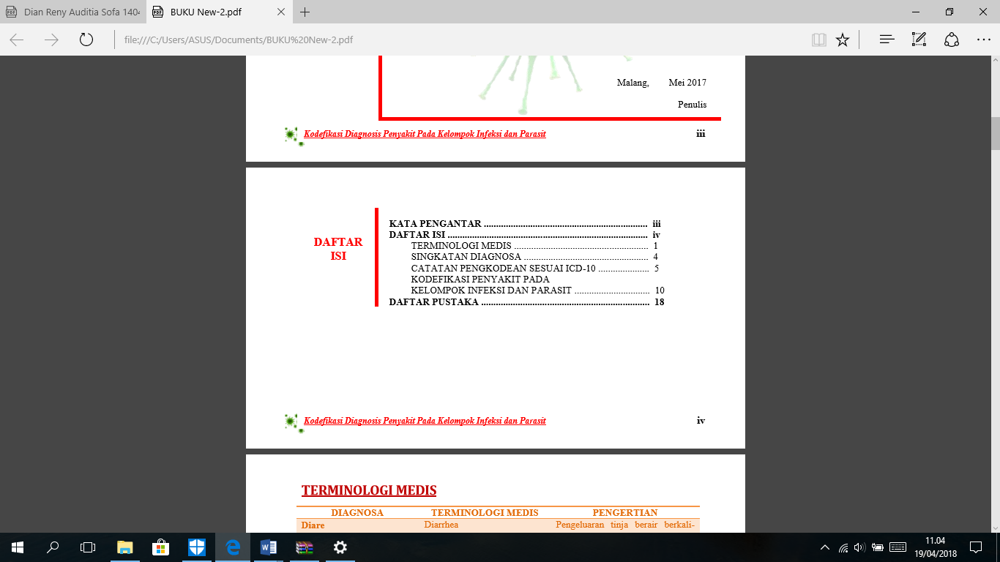 Dian Reny Auditia Sofa 1404
BUKU New-2.pdf
file:///C:/Users/ASUS/Documents/BUKU%20New-2.pdf
Malang, Mei 2017
Penulis
Kodefikasi Diagnosis Penyakit Pada Kelompok Infeksi dan Parasit iii
DAFTAR
ISI
KATA PENGANTAR ................................................................... iii
DAFTAR ISI .................................................................................. iv
TERMINOLOGI MEDIS ....................................................... 1
SINGKATAN DIAGNOSA ................................................... 4
CATATAN PENGKODEAN SESUAI ICD-10 ..................... 5
KODEFIKASI PENYAKIT PADA
KELOMPOK INFEKSI DAN PARASIT ............................... 10
DAFTAR PUSTAKA ..................................................................... 18
Kodefikasi Diagnosis Penyakit Pada Kelompok Infeksi dan Parasit iv
TERMINOLOGI MEDIS
DIAGNOSA TERMINOLOGI MEDIS PENGERTIAN
Diare Diarrhea Pengeluaran tinja berair berkali-
11.04
19/04/2018